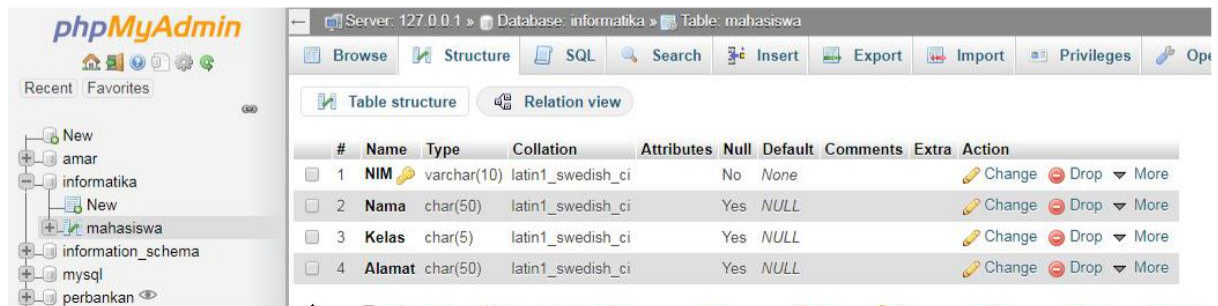 phpMyAdmin
Recent Favorites
New
amar
informatika
New
mahasiswa
information_schema
mysql
perbankan
Server: 127.0.0.1 » Database: informatika » Table: mahasiswa
Browse Structure SQL Search Insert Export Import Privileges Ope
Table structure Relation view
# Name Type Collation Attributes Null Default Comments Extra Action
1 NIM varchar(10) latin1_swedish_ci No None Change Drop More
2 Nama char(50) latin1_swedish_ci Yes NULL Change Drop More
3 Kelas char(5) latin1_swedish_ci Yes NULL Change Drop More
4 Alamat char(50) latin1_swedish_ci Yes NULL Change Drop More